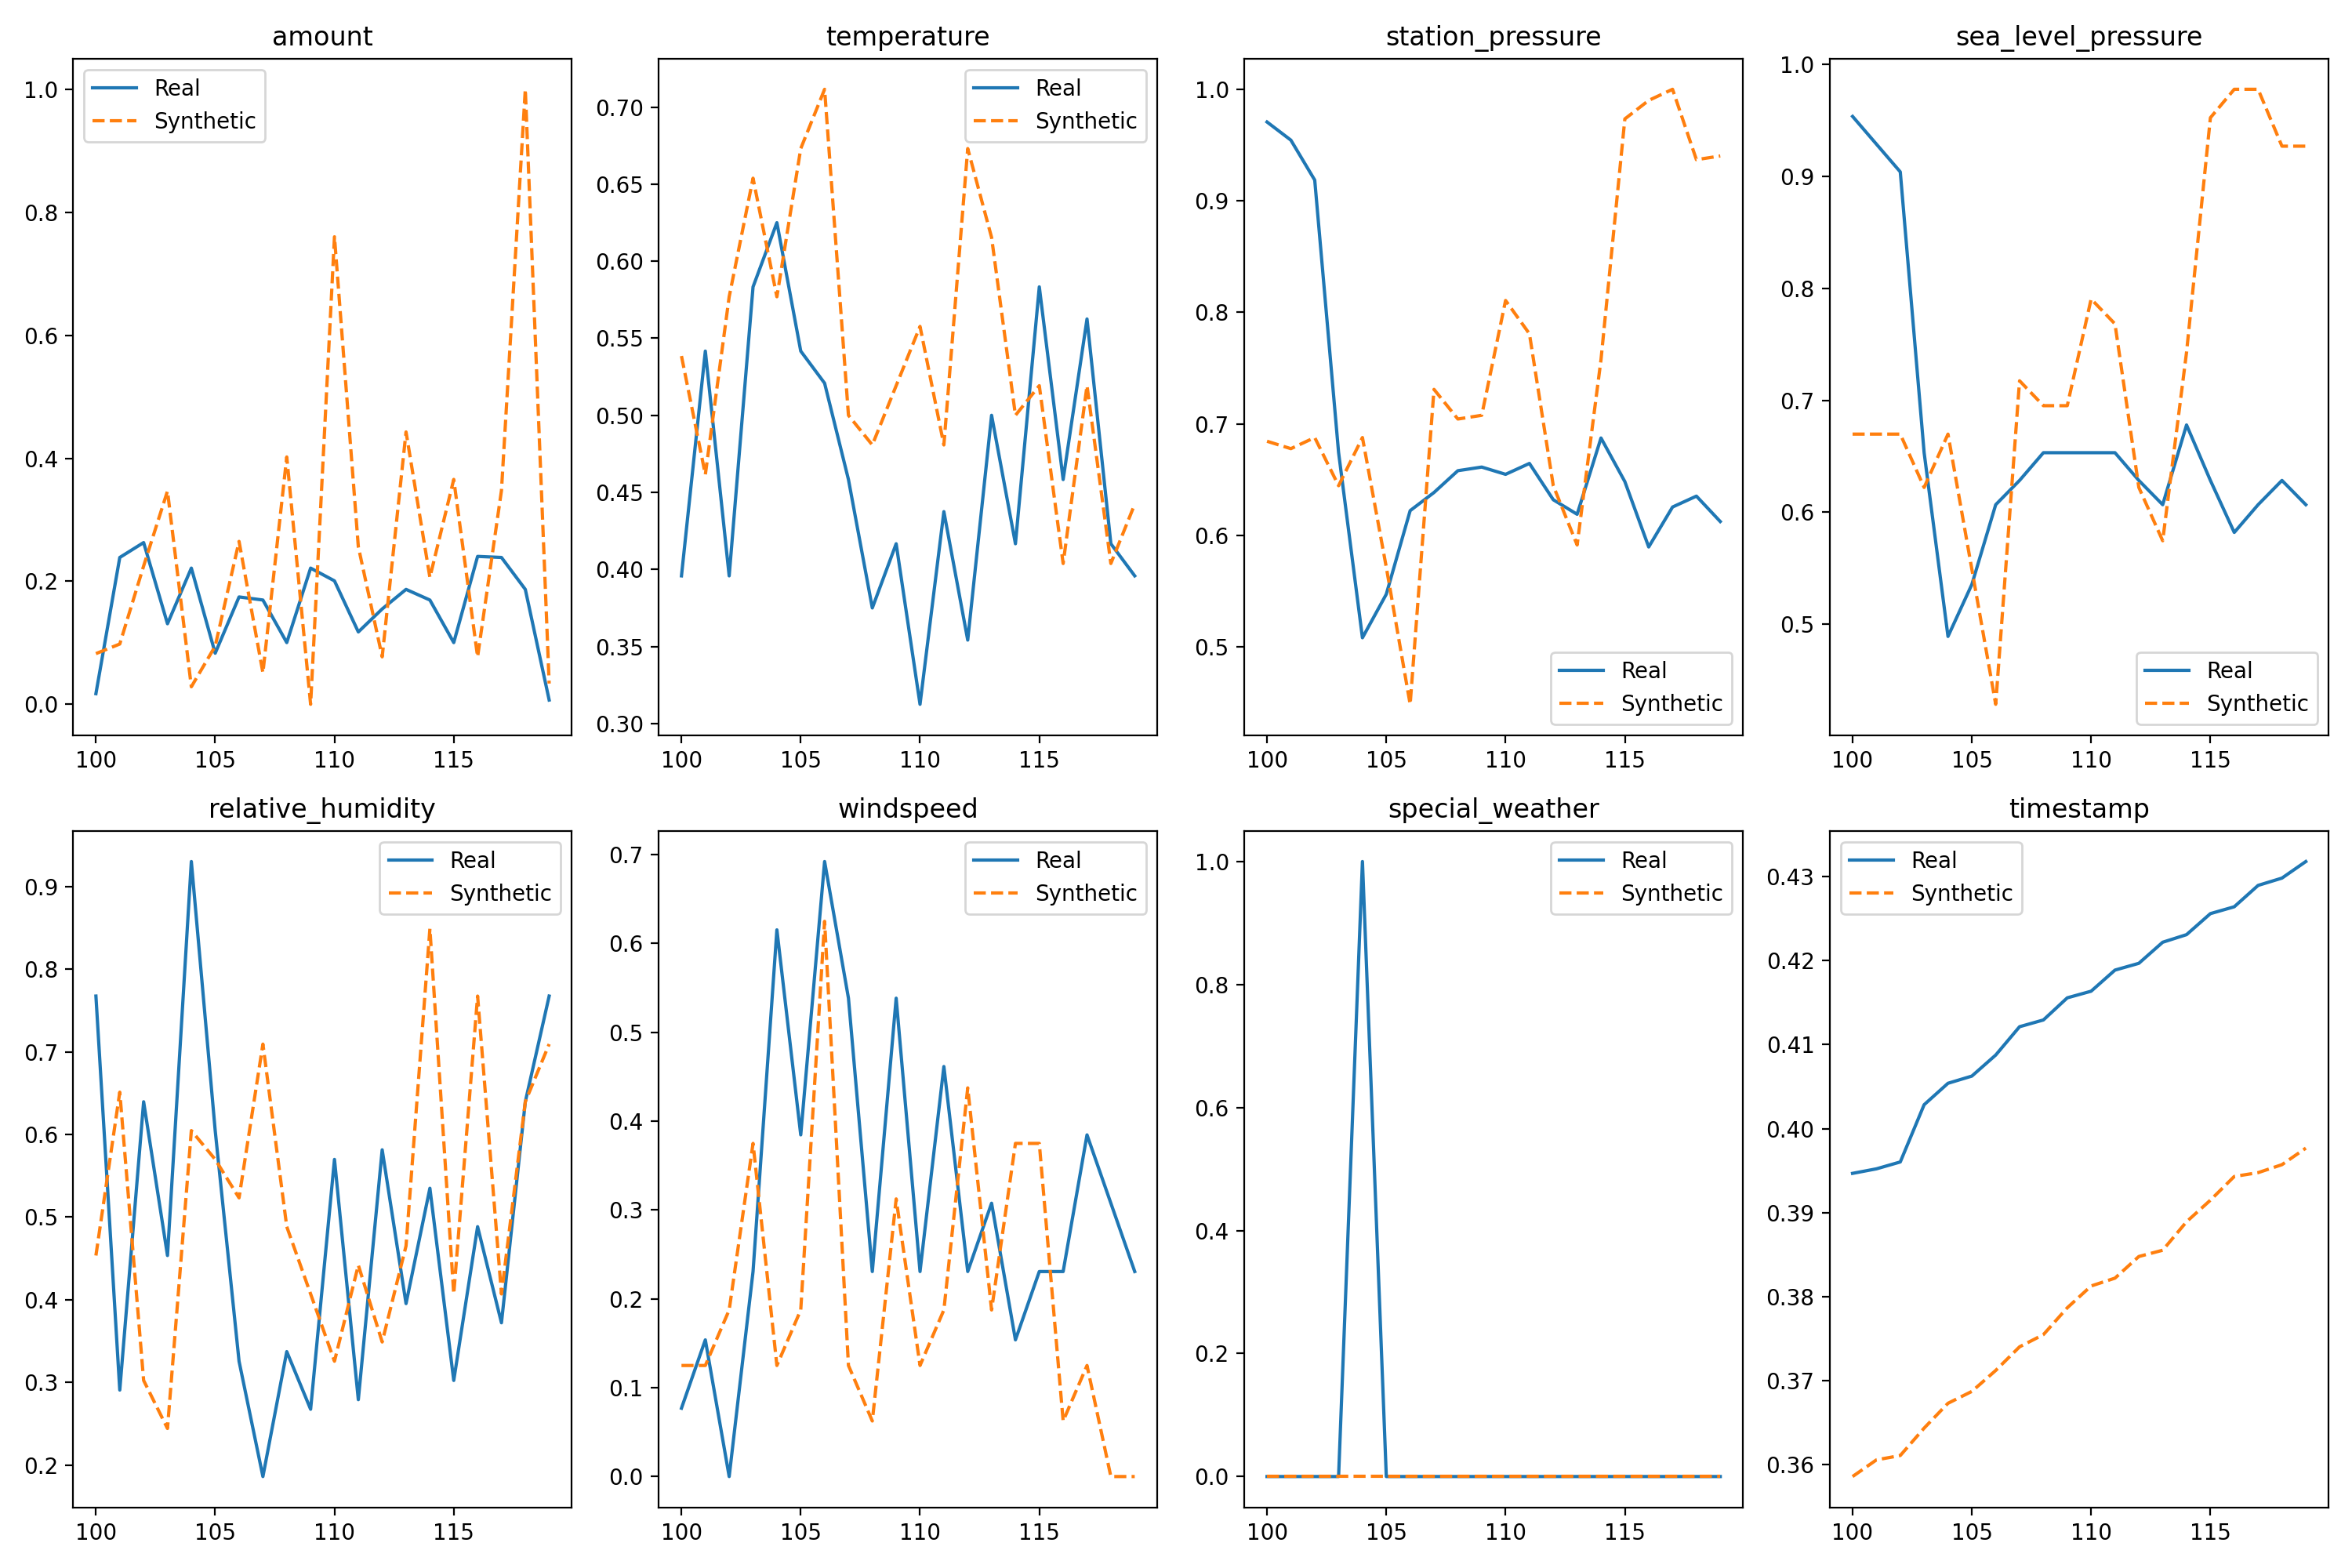 amount
Real
Synthetic
1.0
0.8
0.6
0.4
0.2
0.0
100 105 110 115
temperature
Real
Synthetic
0.70
0.65
0.60
0.55
0.50
0.45
0.40
0.35
0.30
100 105 110 115
station_pressure
1.0
0.9
0.8
0.7
0.6
0.5
Real
Synthetic
100 105 110 115
sea_level_pressure
1.0
0.9
0.8
0.7
0.6
0.5
Real
Synthetic
100 105 110 115
relative_humidity
Real
Synthetic
0.9
0.8
0.7
0.6
0.5
0.4
0.3
0.2
100 105 110 115
windspeed
Real
Synthetic
0.7
0.6
0.5
0.4
0.3
0.2
0.1
0.0
100 105 110 115
special_weather
Real
Synthetic
1.0
0.8
0.6
0.4
0.2
0.0
100 105 110 115
timestamp
Real
Synthetic
0.43
0.42
0.41
0.40
0.39
0.38
0.37
0.36
100 105 110 115